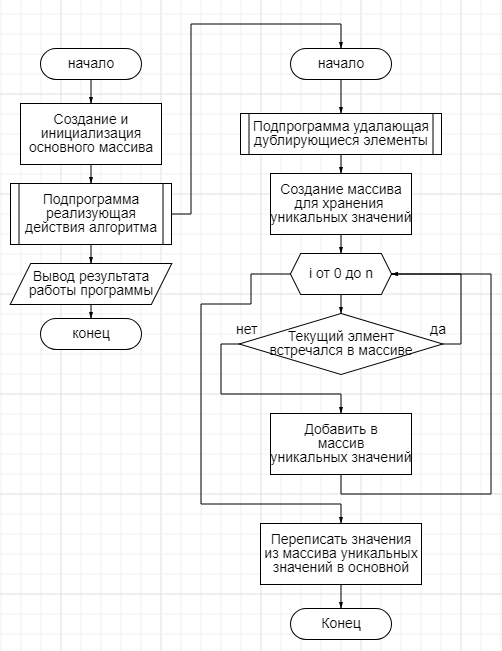 начало
Создание и
инициализация
основного массива
Подпрограмма
реализующая
действия алгоритма
Вывод результата
работы программы
конец
начало
Подпрограмма удалающая
дублирующиеся элементы
Создание массива
для хранения
уникальных значений
i от 0 до n
нет
да
Текущий элмент
встречался в массиве
Добавить в
массив
уникальных значений
Переписать значения
из массива уникальных
значений в основной
Конец